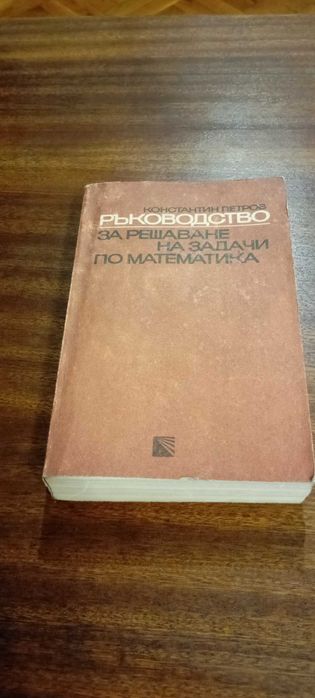 КОНСТАНТИН ПЕТРОВ
РЪКОВОДСТВО
ЗА РЕШАВАНЕ
НА ЗАДАЧИ
ПО МАТЕМАТИКА